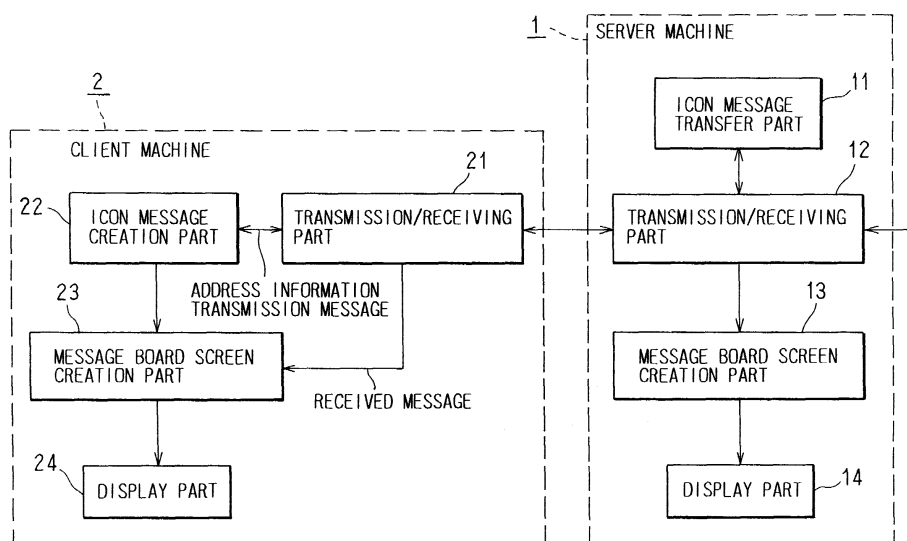 1
SERVER MACHINE
11
ICON MESSAGE
TRANSFER PART
2
CLIENT MACHINE
21
12
22
ICON MESSAGE
CREATION PART
TRANSMISSION/RECEIVING
PART
TRANSMISSION/RECEIVING
PART
ADDRESS INFORMATION
TRANSMISSION MESSAGE
23
13
MESSAGE BOARD SCREEN
CREATION PART
MESSAGE BOARD SCREEN
CREATION PART
RECEIVED MESSAGE
24
DISPLAY PART
DISPLAY PART
14